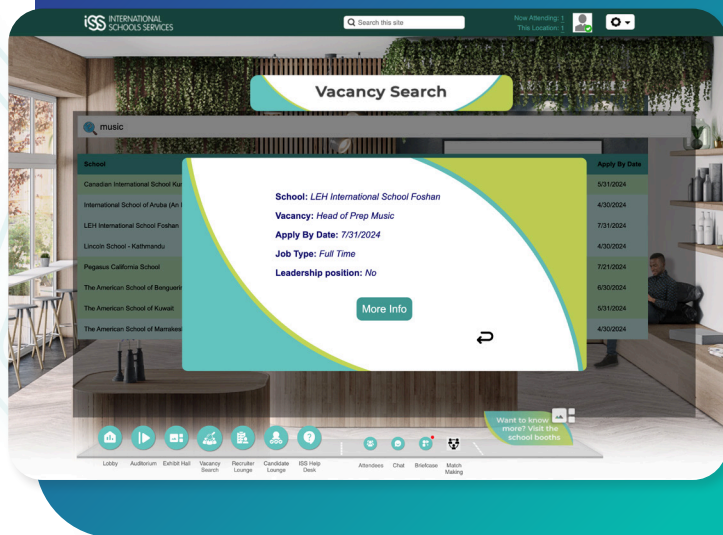 iSS INTERNATIONAL
SCHOOLS SERVICES
Search this site
Now Attending: 1
This Location: 1
Vacancy Search
music
School
Apply By Date
Canadian International School Kun
5/31/2024
International School of Aruba (An I
4/30/2024
LEH International School Foshan
7/31/2024
Lincoln School - Kathmandu
4/30/2024
Pegasus California School
7/21/2024
The American School of Benguerir
6/30/2024
The American School of Kuwait
5/31/2024
The American School of Marrakes
4/30/2024
School: LEH International School Foshan
Vacancy: Head of Prep Music
Apply By Date: 7/31/2024
Job Type: Full Time
Leadership position: No
More Info
Want to know
more? Visit the
school booths
Lobby
Auditorium
Exhibit Hall
Vacancy
Search
Recruiter
Lounge
Candidate
Lounge
ISS Help
Desk
Attendees
Chat
Briefcase
Match
Making